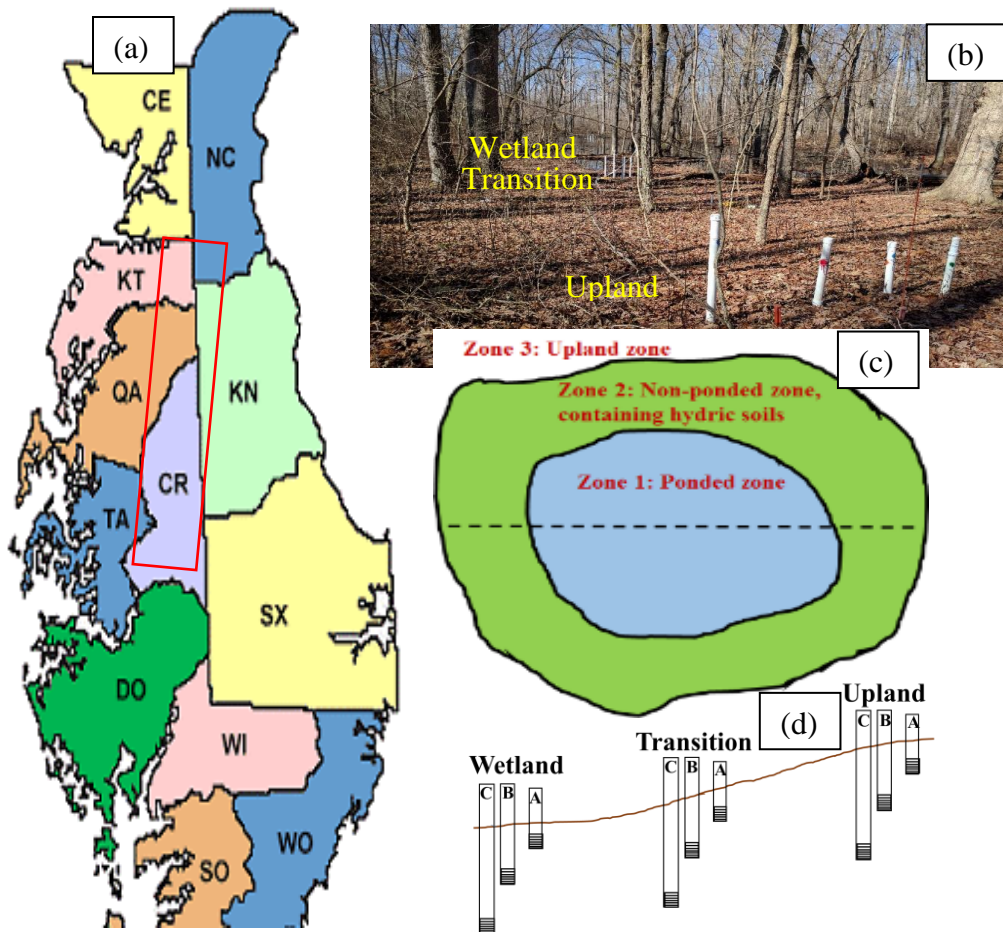 (a)
CE
NC
KT
QA
KN
CR
TA
SX
DO
WI
WO
SO
(b)
Wetland
Transition
Upland
(c)
Zone 3: Upland zone
Zone 2: Non-ponded zone,
containing hydric soils
Zone 1: Ponded zone
(d)
Wetland
C B A
Transition
C B A
Upland
C B A